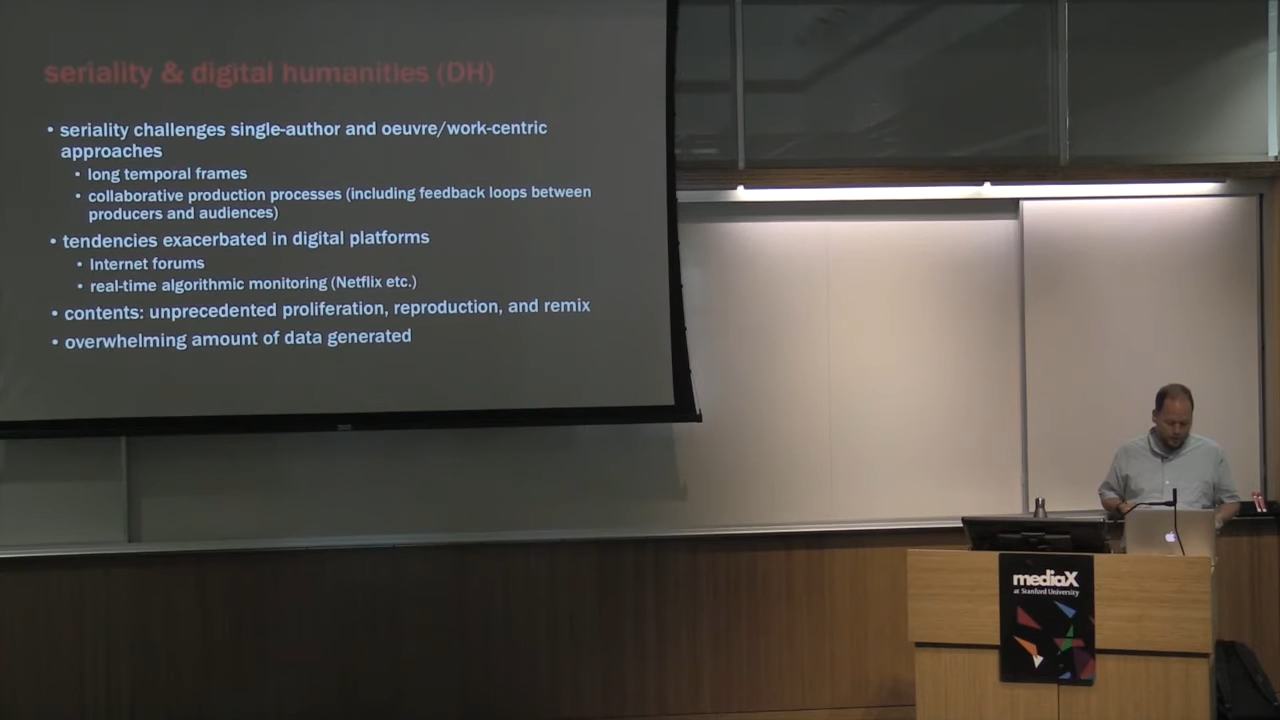 seriality & digital humanities (DH)
• seriality challenges single-author and oeuvre/work-centric
approaches
• long temporal frames
• collaborative production processes (including feedback loops between
producers and audiences)
• tendencies exacerbated in digital platforms
• Internet forums
• real-time algorithmic monitoring (Netflix etc.)
• contents: unprecedented proliferation, reproduction, and remix
• overwhelming amount of data generated
mediaX
at Stanford University